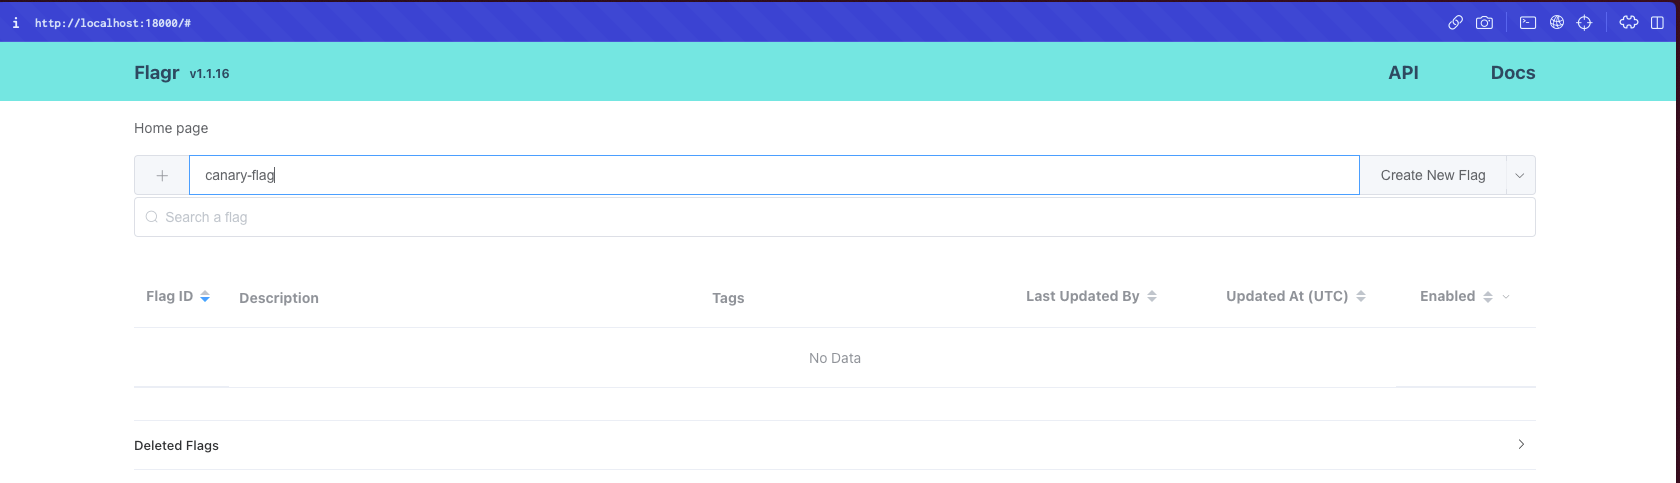 i http://localhost:18000/#
Flagr v1.1.16 API Docs
Home page
canary-flag Create New Flag
Search a flag
Flag ID Description Tags Last Updated By Updated At (UTC) Enabled
No Data
Deleted Flags